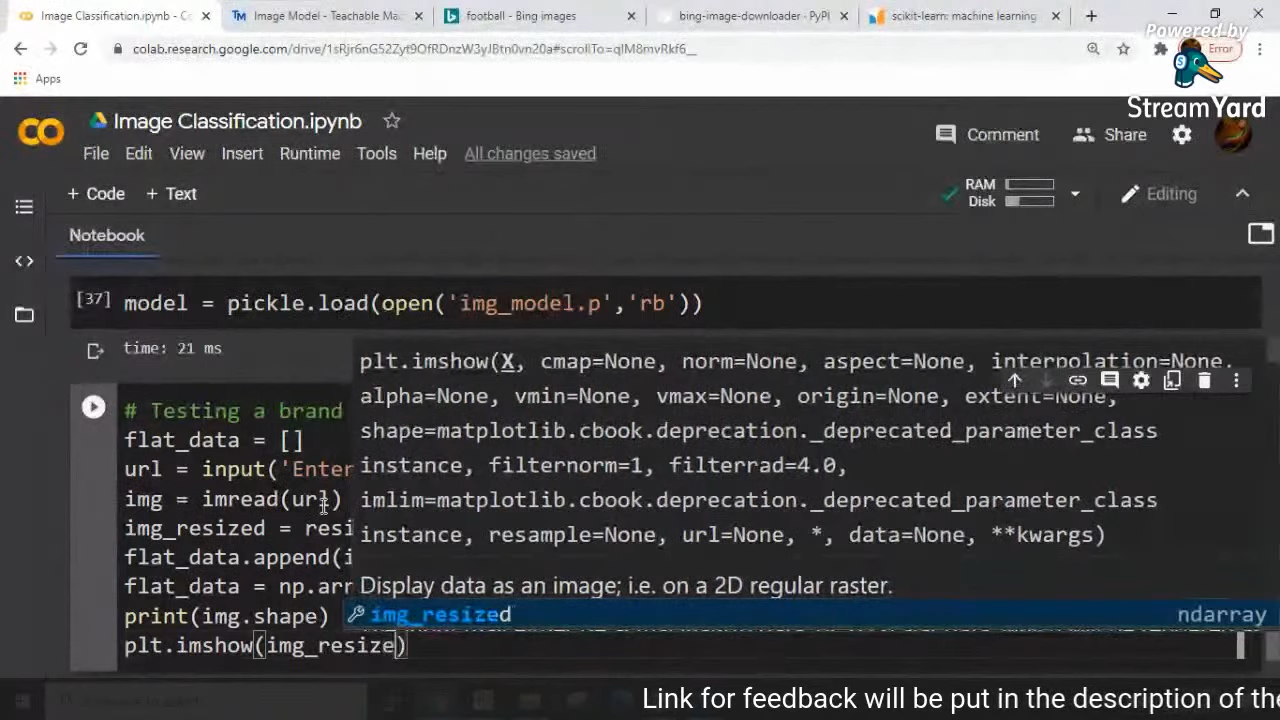 Image Classification.ipynb - Co
Image Model - Teachable Ma
football - Bing images
bing-image-downloader · PyPI
scikit-learn: machine learning
Powered by
colab.research.google.com/drive/1sRjr6nG52Zyt9QfRDnzW3yJBtn0vn20a#scrollTo=qIM8mvRkf6__
Error
Apps
StreamYard
Image Classification.ipynb
Comment
Share
File Edit View Insert Runtime Tools Help All changes saved
+ Code + Text
RAM
Disk
Editing
Notebook
[37] model = pickle.load(open('img_model.p','rb'))
time: 21 ms
plt.imshow(X, cmap=None, norm=None, aspect=None, interpolation=None,
alpha=None, vmin=None, vmax=None, origin=None, extent=None,
shape=matplotlib.cbook.deprecation._deprecated_parameter_class
instance, filternorm=1, filterrad=4.0,
imlim=matplotlib.cbook.deprecation._deprecated_parameter_class
instance, resample=None, url=None, *, data=None, **kwargs)
Display data as an image; i.e. on a 2D regular raster.
img_resized ndarray
# Testing a brand
flat_data = []
url = input('Enter
img = imread(url)
img_resized = resi
flat_data.append(i
flat_data = np.arr
print(img.shape)
plt.imshow(img_resize)
Link for feedback will be put in the description of the